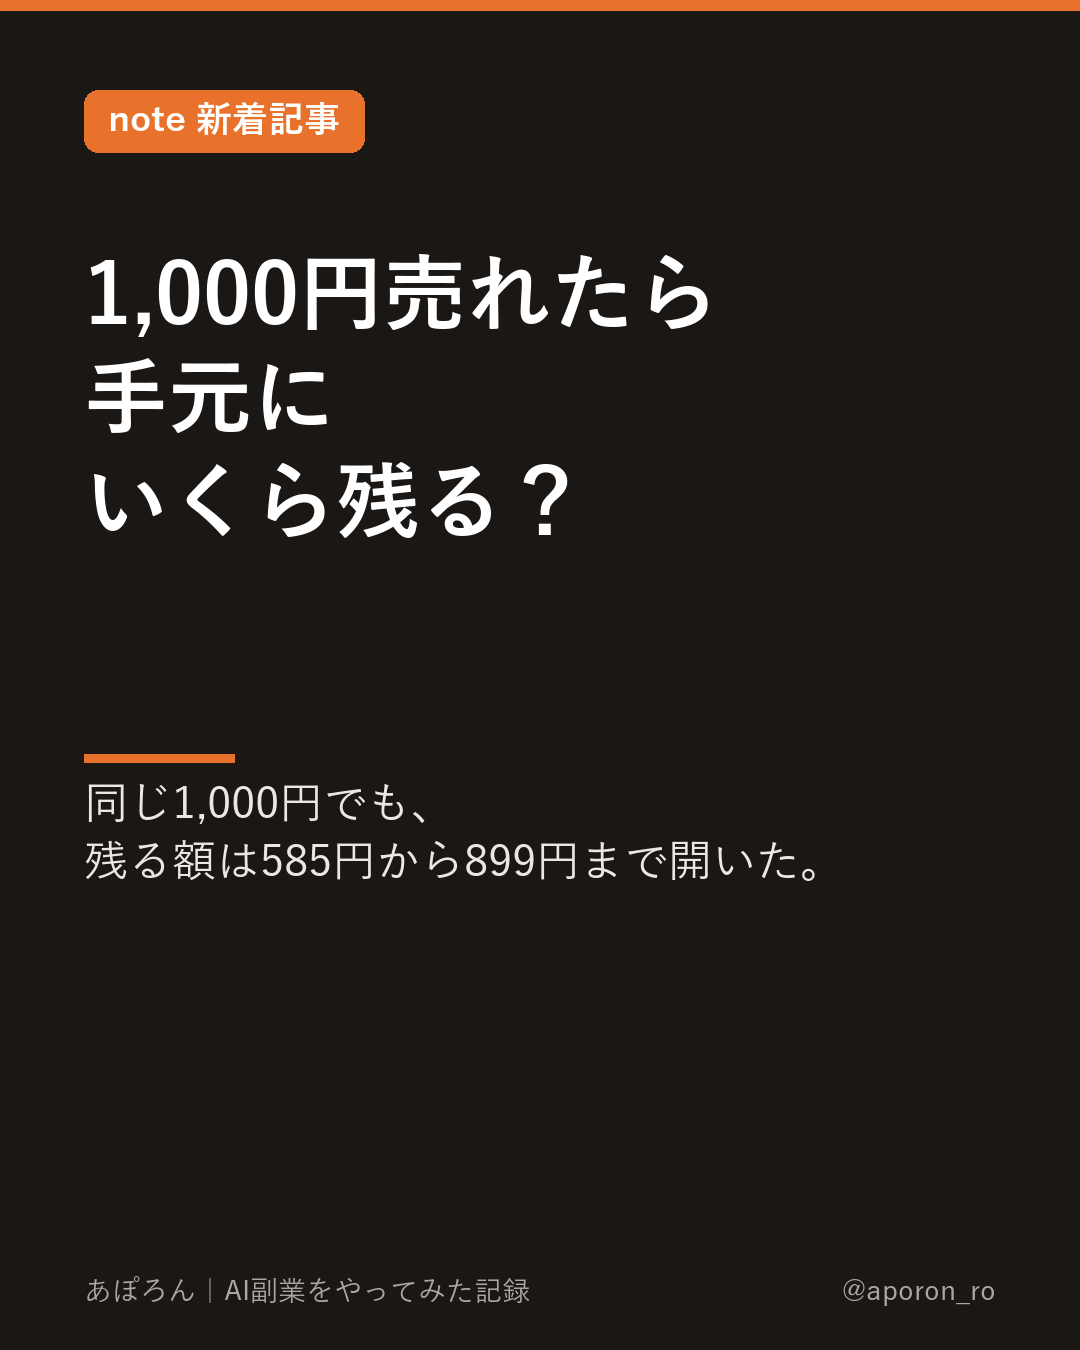 note 新着記事
1,000円売れたら
手元に
いくら残る？
同じ1,000円でも、
残る額は585円から899円まで開いた。
あぽろん｜AI副業をやってみた記録
@aporon_ro